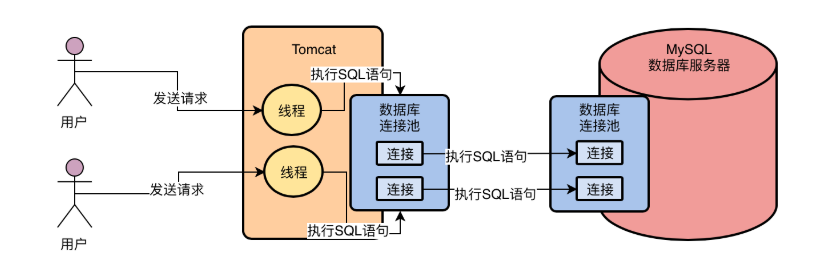 Tomcat
MySQL
数据库服务器
执行SQL语句
发送请求
线程
数据库
连接池
数据库
连接池
用户
连接
执行SQL语句
连接
线程
发送请求
连接
执行SQL语句
连接
用户
执行SQL语句